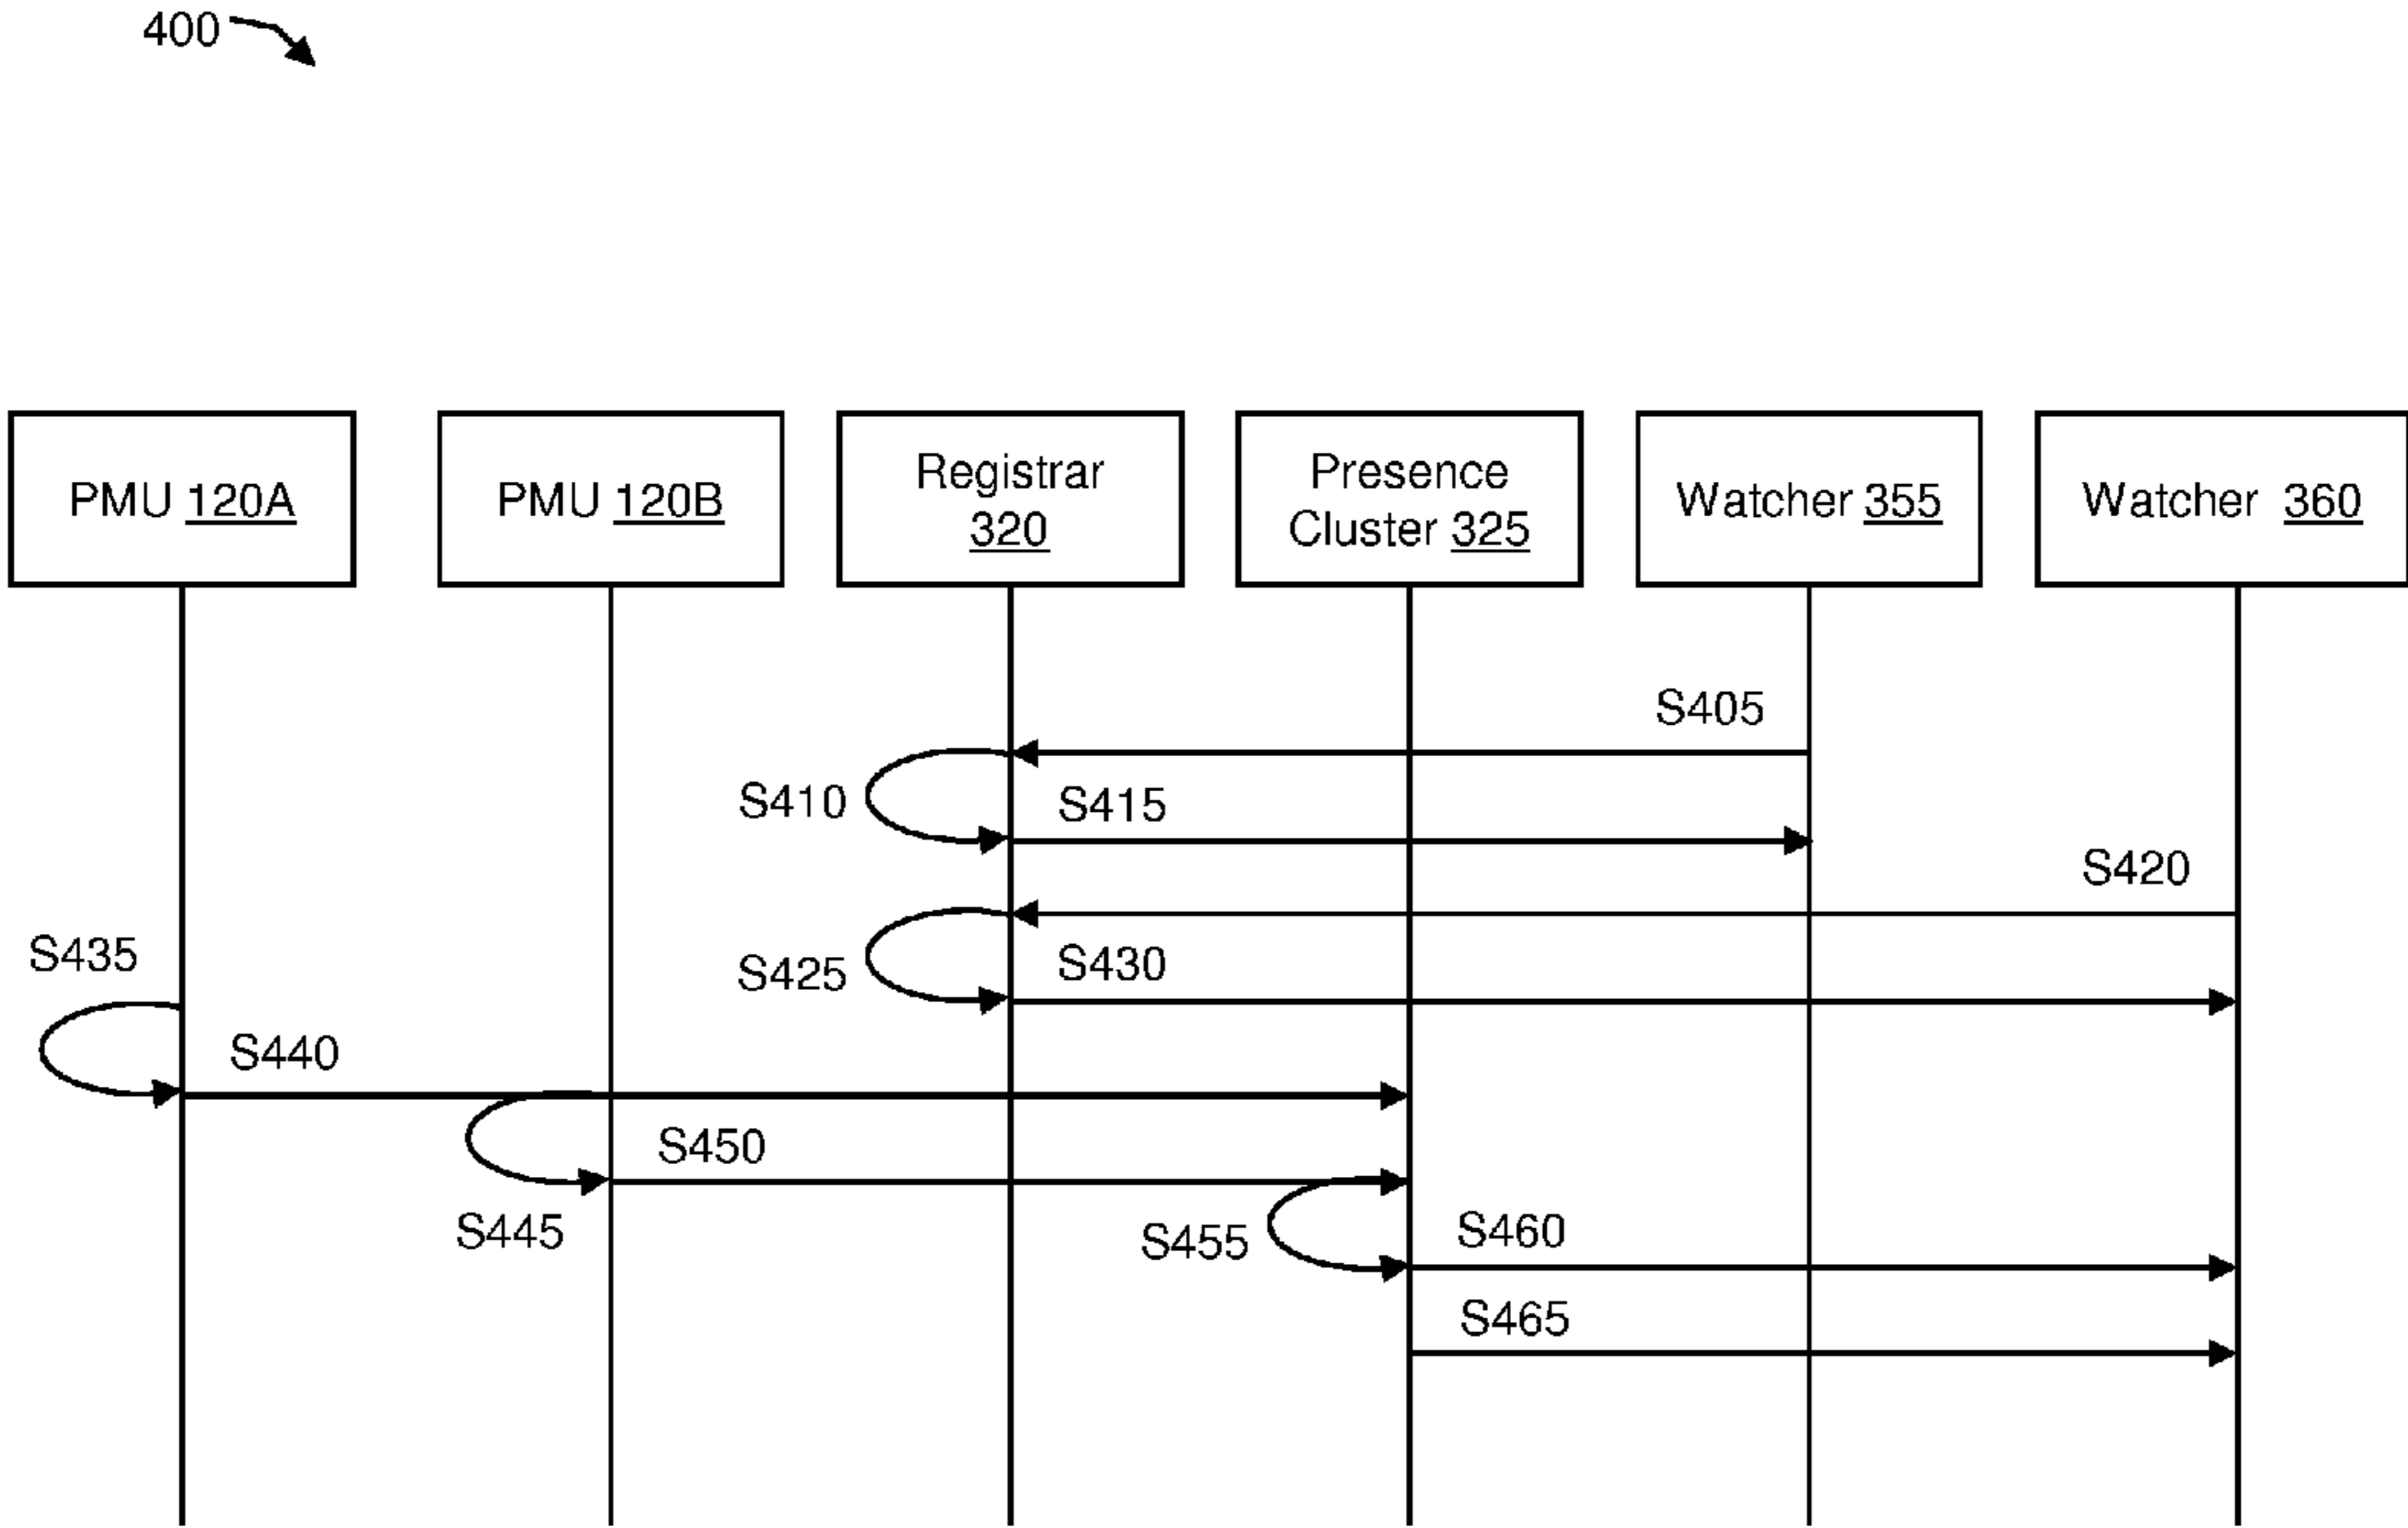 400
PMU 120A
PMU 120B
Registrar
320
Presence
Cluster 325
Watcher 355
Watcher 360
S405
S410
S415
S420
S425
S430
S435
S440
S450
S445
S455
S460
S465